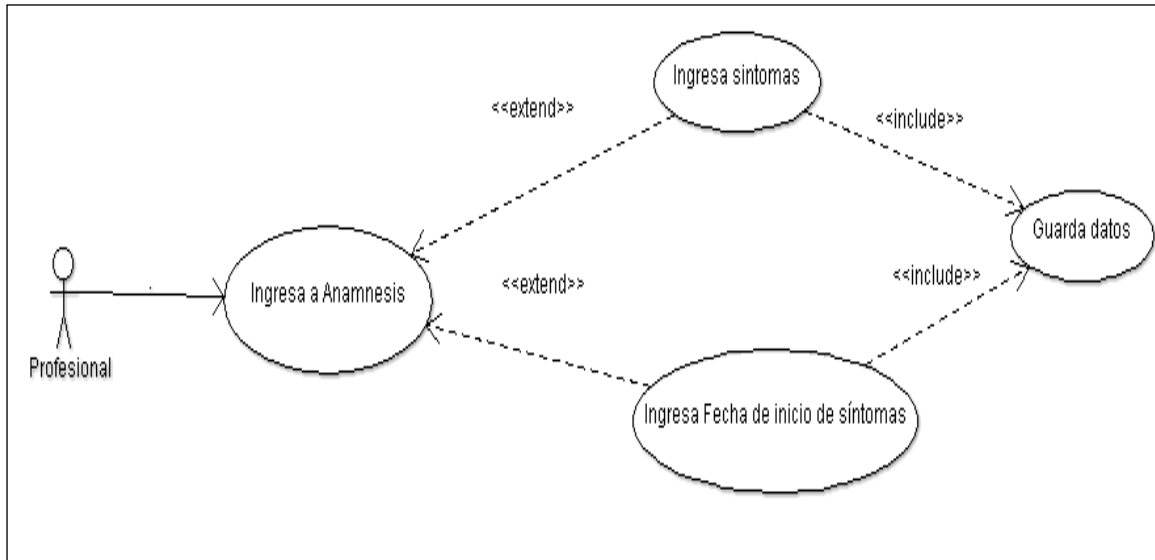 Ingresa sintomas
<<extend>>
<<include>>
Guarda datos
<<extend>>
<<include>>
Ingresa a Anamnesis
Profesional
Ingresa Fecha de inicio de síntomas